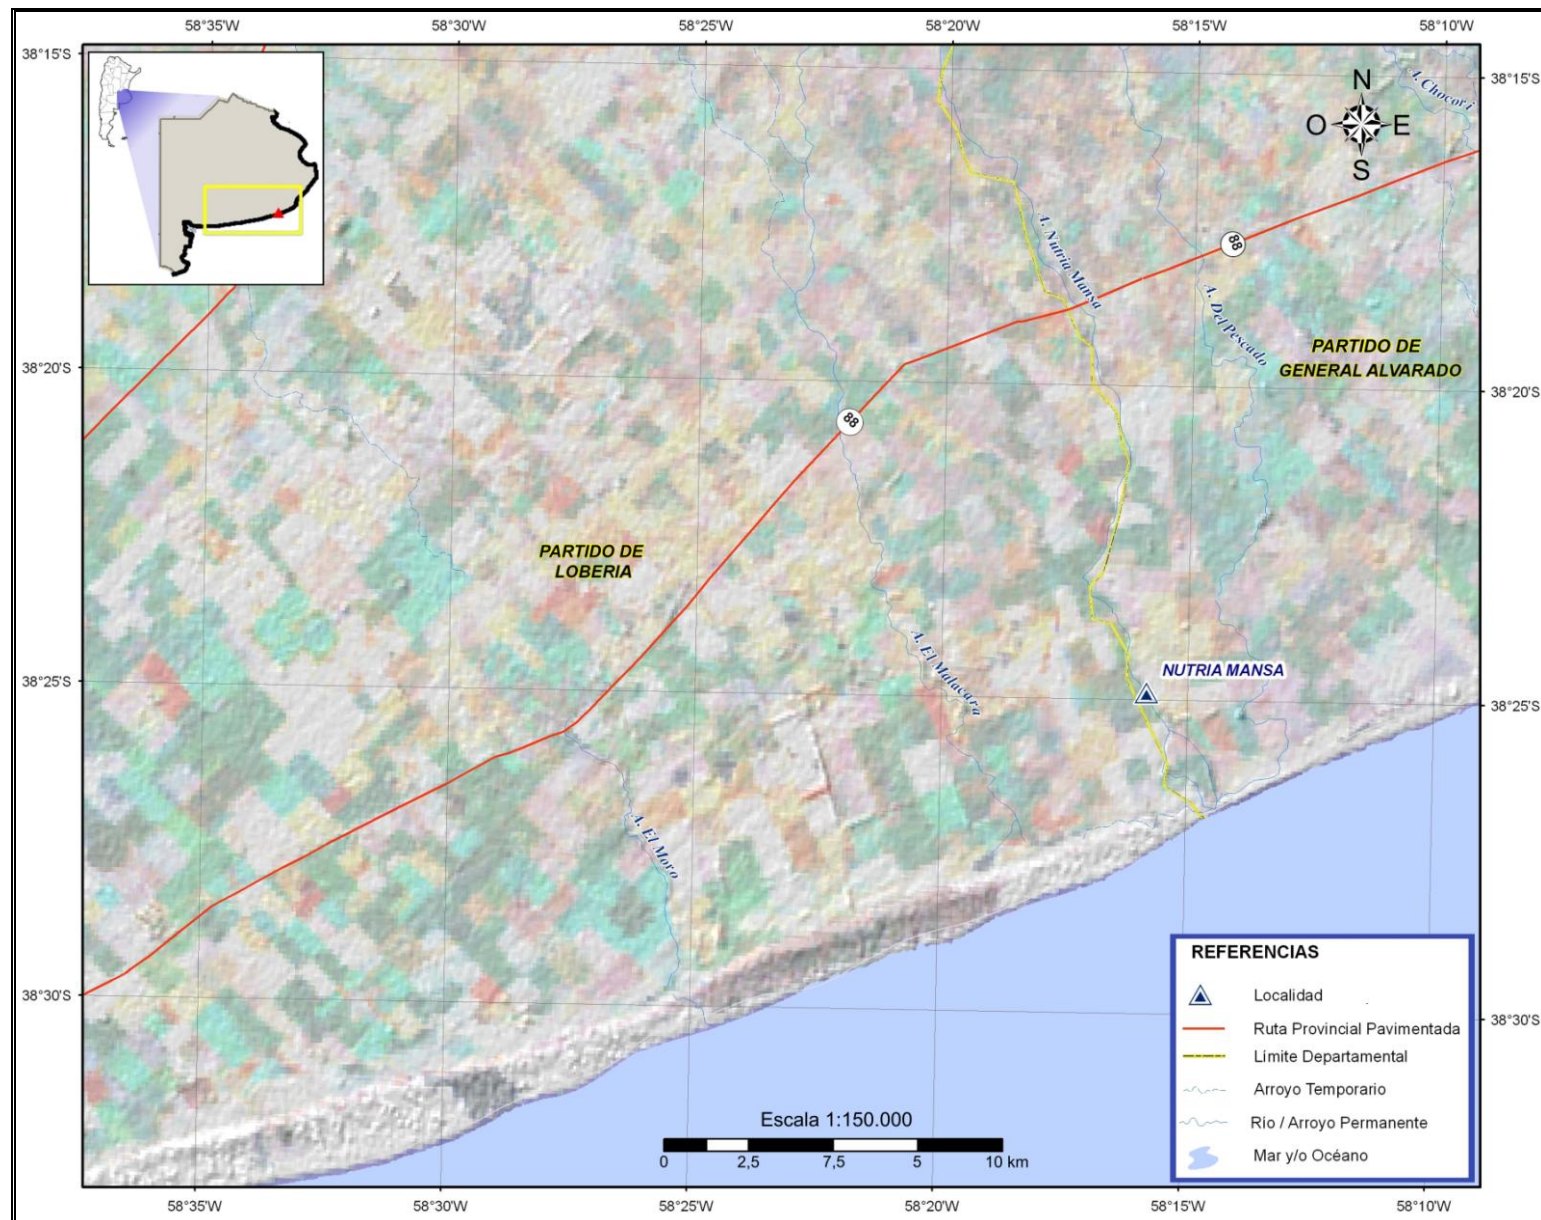 58°35'W
58°30'W
58°25'W
58°20'W
58°15'W
58°10'W
38°15'S
38°15'S
N
O
E
S
A. Chocori
A. Nutria Mansa
88
A. Del Pescado
PARTIDO DE
GENERAL ALVARADO
38°20'S
38°20'S
88
PARTIDO DE
LOBERIA
A. El Malacara
NUTRIA MANSA
38°25'S
38°25'S
A. El Moro
38°30'S
38°30'S
REFERENCIAS
Localidad
Ruta Provincial Pavimentada
Límite Departamental
Arroyo Temporario
Río / Arroyo Permanente
Mar y/o Océano
Escala 1:150.000
0
2,5
7,5
5
10 km
58°35'W
58°30'W
58°25'W
58°20'W
58°15'W
58°10'W